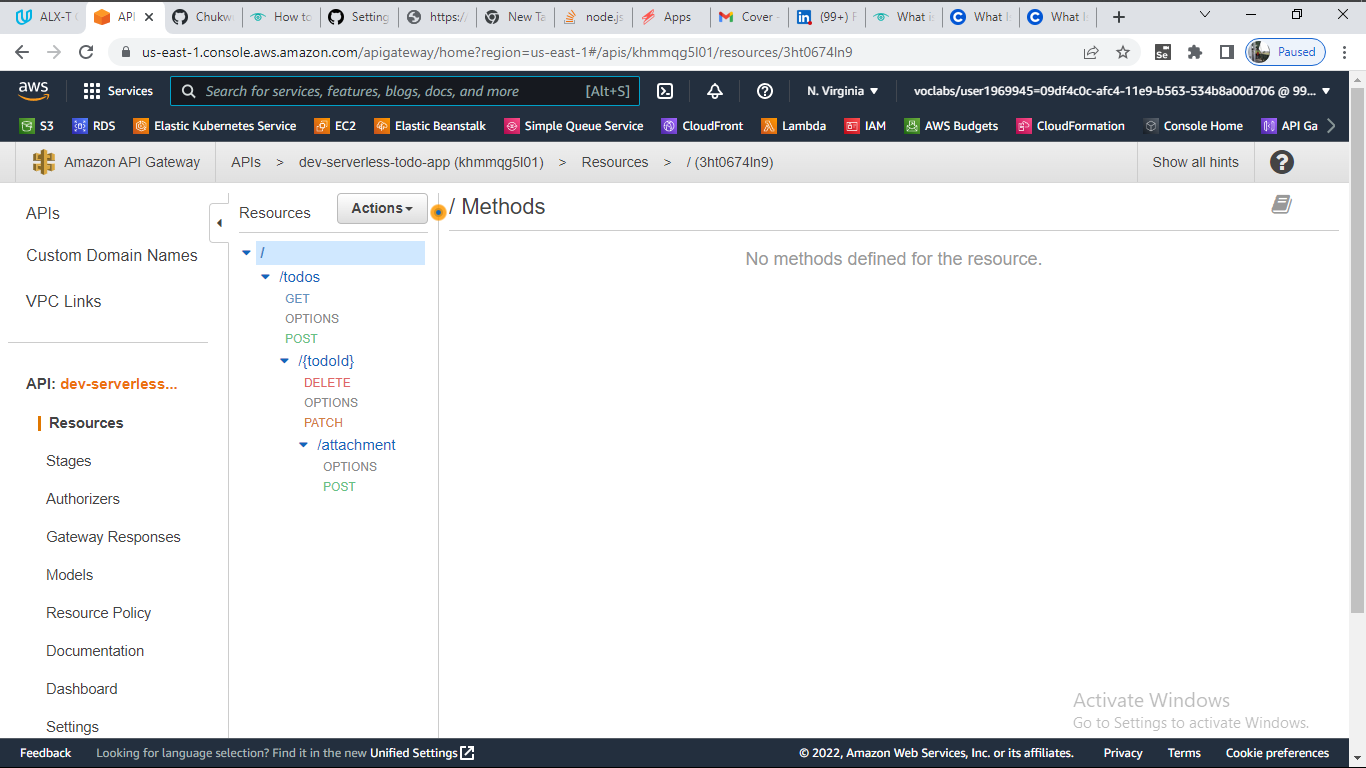 ALX-T API Chukw How to Setting https:/ New Ta node.js Apps Cover - (99+) F What is What Is What Is
us-east-1.console.aws.amazon.com/apigateway/home?region=us-east-1#/apis/khmmqg5l01/resources/3ht0674ln9 Se Paused
aws Services Search for services, features, blogs, docs, and more [Alt+S] N. Virginia voclabs/user1969945=09df4c0c-afc4-11e9-b563-534b8a00d706 @ 99...
S3 RDS Elastic Kubernetes Service EC2 Elastic Beanstalk Simple Queue Service CloudFront Lambda IAM AWS Budgets CloudFormation Console Home API Ga
Amazon API Gateway APIs > dev-serverless-todo-app (khmmqg5l01) > Resources > / (3ht0674ln9) Show all hints ?
APIs
Custom Domain Names
VPC Links
API: dev-serverless...
Resources
Stages
Authorizers
Gateway Responses
Models
Resource Policy
Documentation
Dashboard
Settings
Resources Actions
/
/todos
GET
OPTIONS
POST
/{todoId}
DELETE
OPTIONS
PATCH
/attachment
OPTIONS
POST
/ Methods
No methods defined for the resource.
Activate Windows
Go to Settings to activate Windows.
Feedback Looking for language selection? Find it in the new Unified Settings © 2022, Amazon Web Services, Inc. or its affiliates. Privacy Terms Cookie preferences